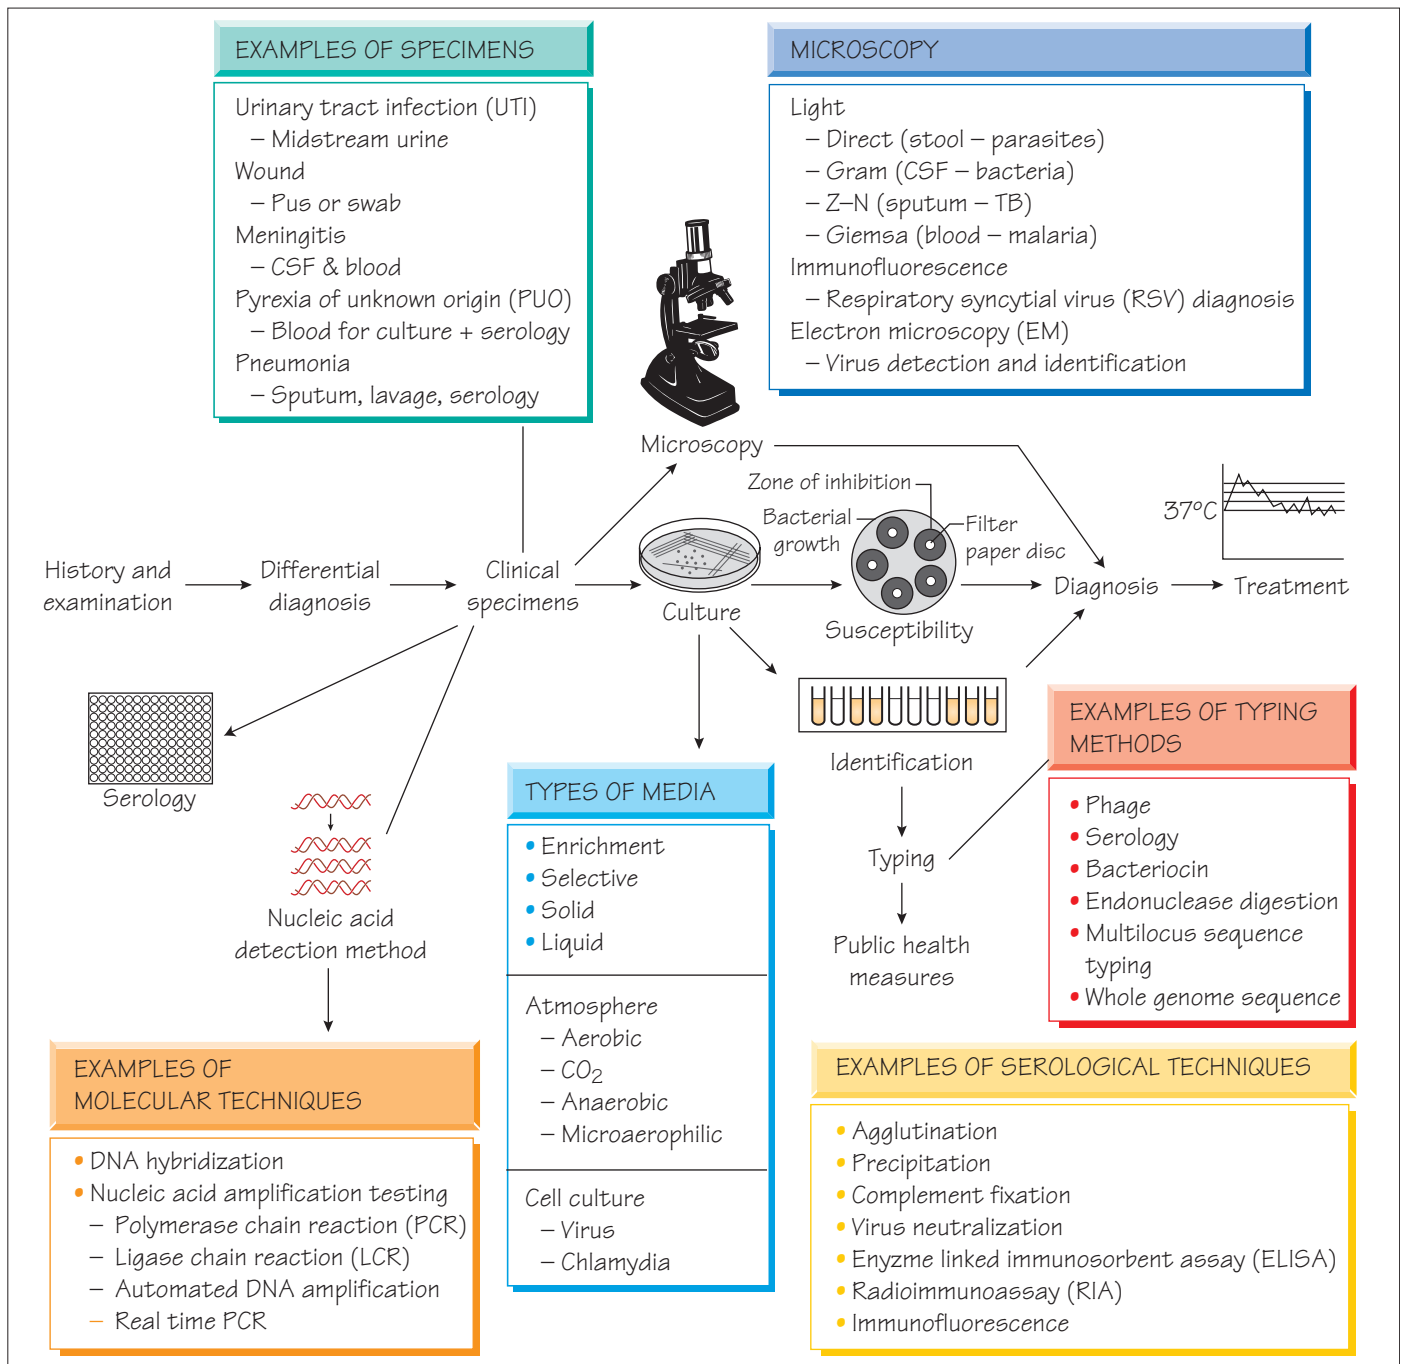 EXAMPLES OF SPECIMENS
Urinary tract infection (UTI)
– Midstream urine
Wound
– Pus or swab
Meningitis
– CSF & blood
Pyrexia of unknown origin (PUO)
– Blood for culture + serology
Pneumonia
– Sputum, lavage, serology
MICROSCOPY
Light
– Direct (stool – parasites)
– Gram (CSF – bacteria)
– Z–N (sputum – TB)
– Giemsa (blood – malaria)
Immunofluorescence
– Respiratory syncytial virus (RSV) diagnosis
Electron microscopy (EM)
– Virus detection and identification
Microscopy
Zone of inhibition
Bacterial
growth
Filter
paper disc
37°C
History and
examination
Differential
diagnosis
Clinical
specimens
Culture
Susceptibility
Diagnosis
Treatment
Serology
Nucleic acid
detection method
Identification
Typing
Public health
measures
EXAMPLES OF TYPING
METHODS
• Phage
• Serology
• Bacteriocin
• Endonuclease digestion
• Multilocus sequence
typing
• Whole genome sequence
TYPES OF MEDIA
• Enrichment
• Selective
• Solid
• Liquid
Atmosphere
– Aerobic
– CO₂
– Anaerobic
– Microaerophilic
Cell culture
– Virus
– Chlamydia
EXAMPLES OF
MOLECULAR TECHNIQUES
• DNA hybridization
• Nucleic acid amplification testing
– Polymerase chain reaction (PCR)
– Ligase chain reaction (LCR)
– Automated DNA amplification
– Real time PCR
EXAMPLES OF SEROLOGICAL TECHNIQUES
• Agglutination
• Precipitation
• Complement fixation
• Virus neutralization
• Enyzme linked immunosorbent assay (ELISA)
• Radioimmunoassay (RIA)
• Immunofluorescence